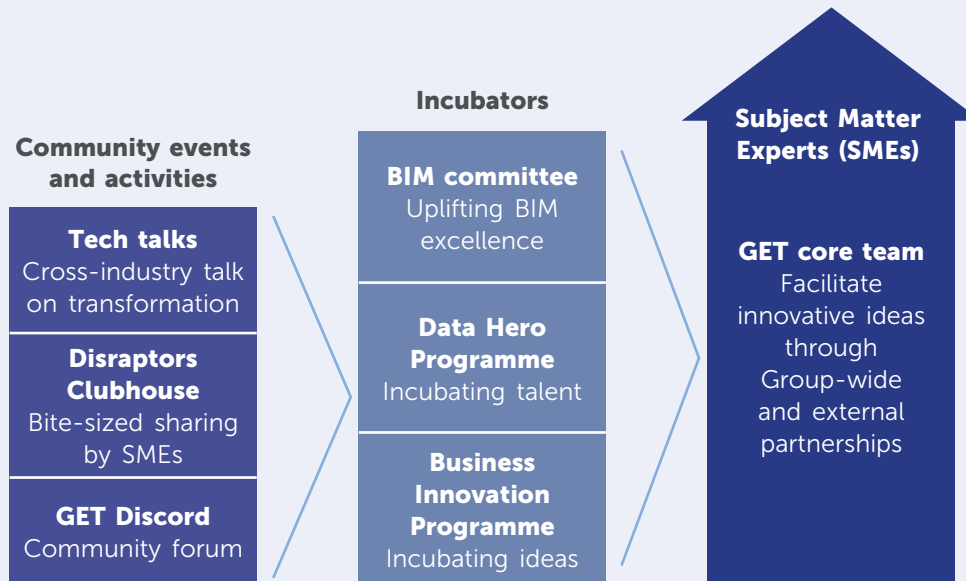 Community events
and activities
Tech talks
Cross-industry talk
on transformation
Disraptors
Clubhouse
Bite-sized sharing
by SMEs
GET Discord
Community forum
Incubators
BIM committee
Uplifting BIM
excellence
Data Hero
Programme
Incubating talent
Business
Innovation
Programme
Incubating ideas
Subject Matter
Experts (SMEs)
GET core team
Facilitate
innovative ideas
through
Group-wide
and external
partnerships